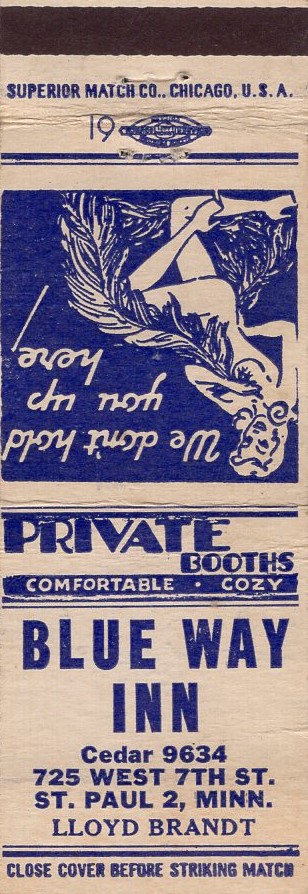 SUPERIOR MATCH CO., CHICAGO, U.S.A.
19
We don't hold
you up
here
PRIVATE
BOOTHS
COMFORTABLE · COZY
BLUE WAY
INN
Cedar 9634
725 WEST 7TH ST.
ST. PAUL 2, MINN.
LLOYD BRANDT
CLOSE COVER BEFORE STRIKING MATCH